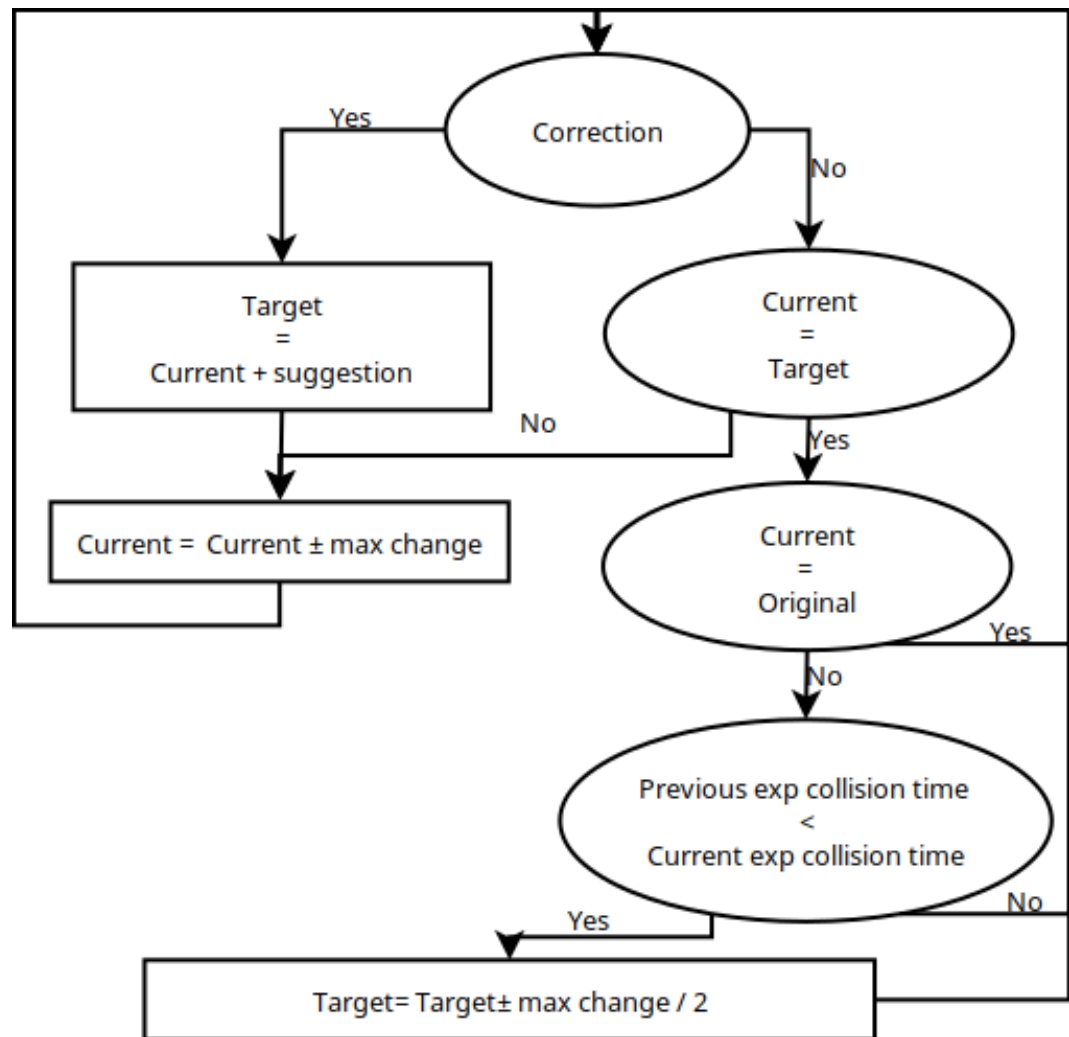 Correction
Yes
No
Target
=
Current + suggestion
Current
=
Target
No
Yes
Current = Current ± max change
Current
=
Original
Yes
No
Previous exp collision time
<
Current exp collision time
Yes
No
Target= Target± max change / 2